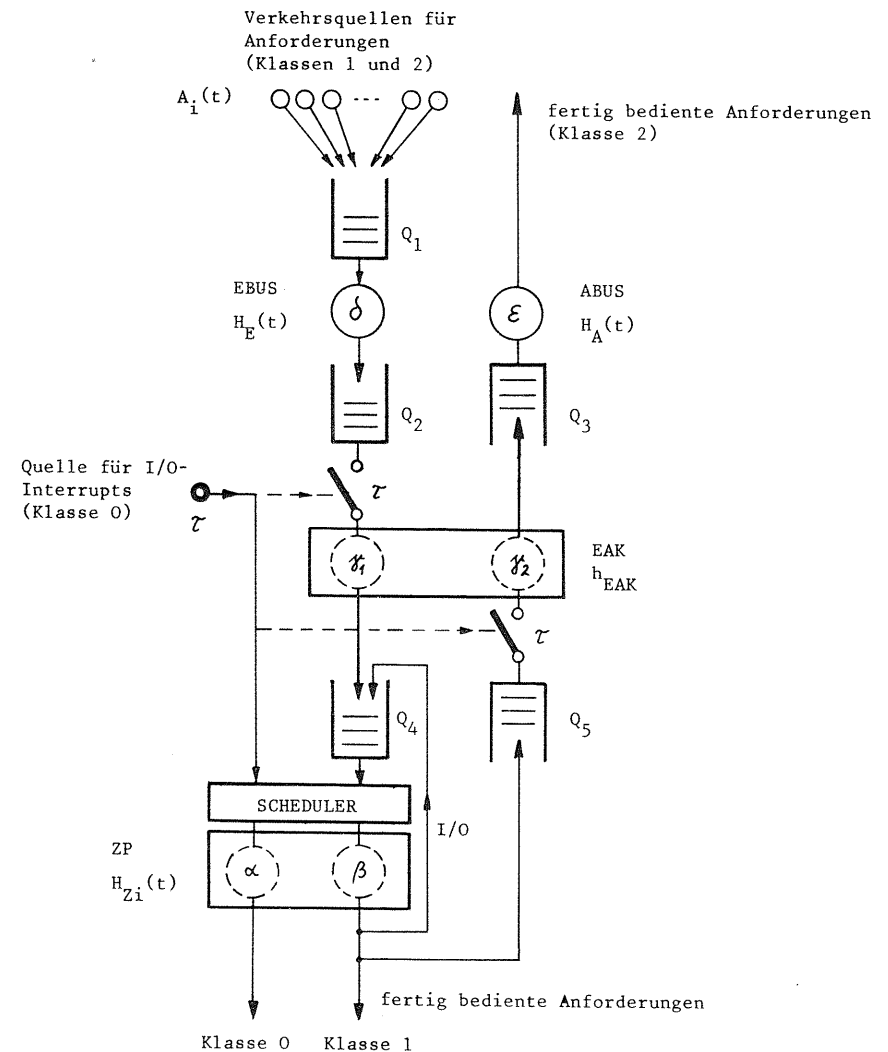 Verkehrsquellen für
Anforderungen
(Klassen 1 und 2)
A_i(t)
fertig bediente Anforderungen
(Klasse 2)
Q_1
EBUS
H_E(t)
δ
ε
ABUS
H_A(t)
Q_2
Q_3
Quelle für I/O-
Interrupts
(Klasse 0)
τ
τ
γ_1
γ_2
EAK
h_EAK
τ
Q_4
Q_5
SCHEDULER
I/O
ZP
H_Zi(t)
α
β
fertig bediente Anforderungen
Klasse 0
Klasse 1